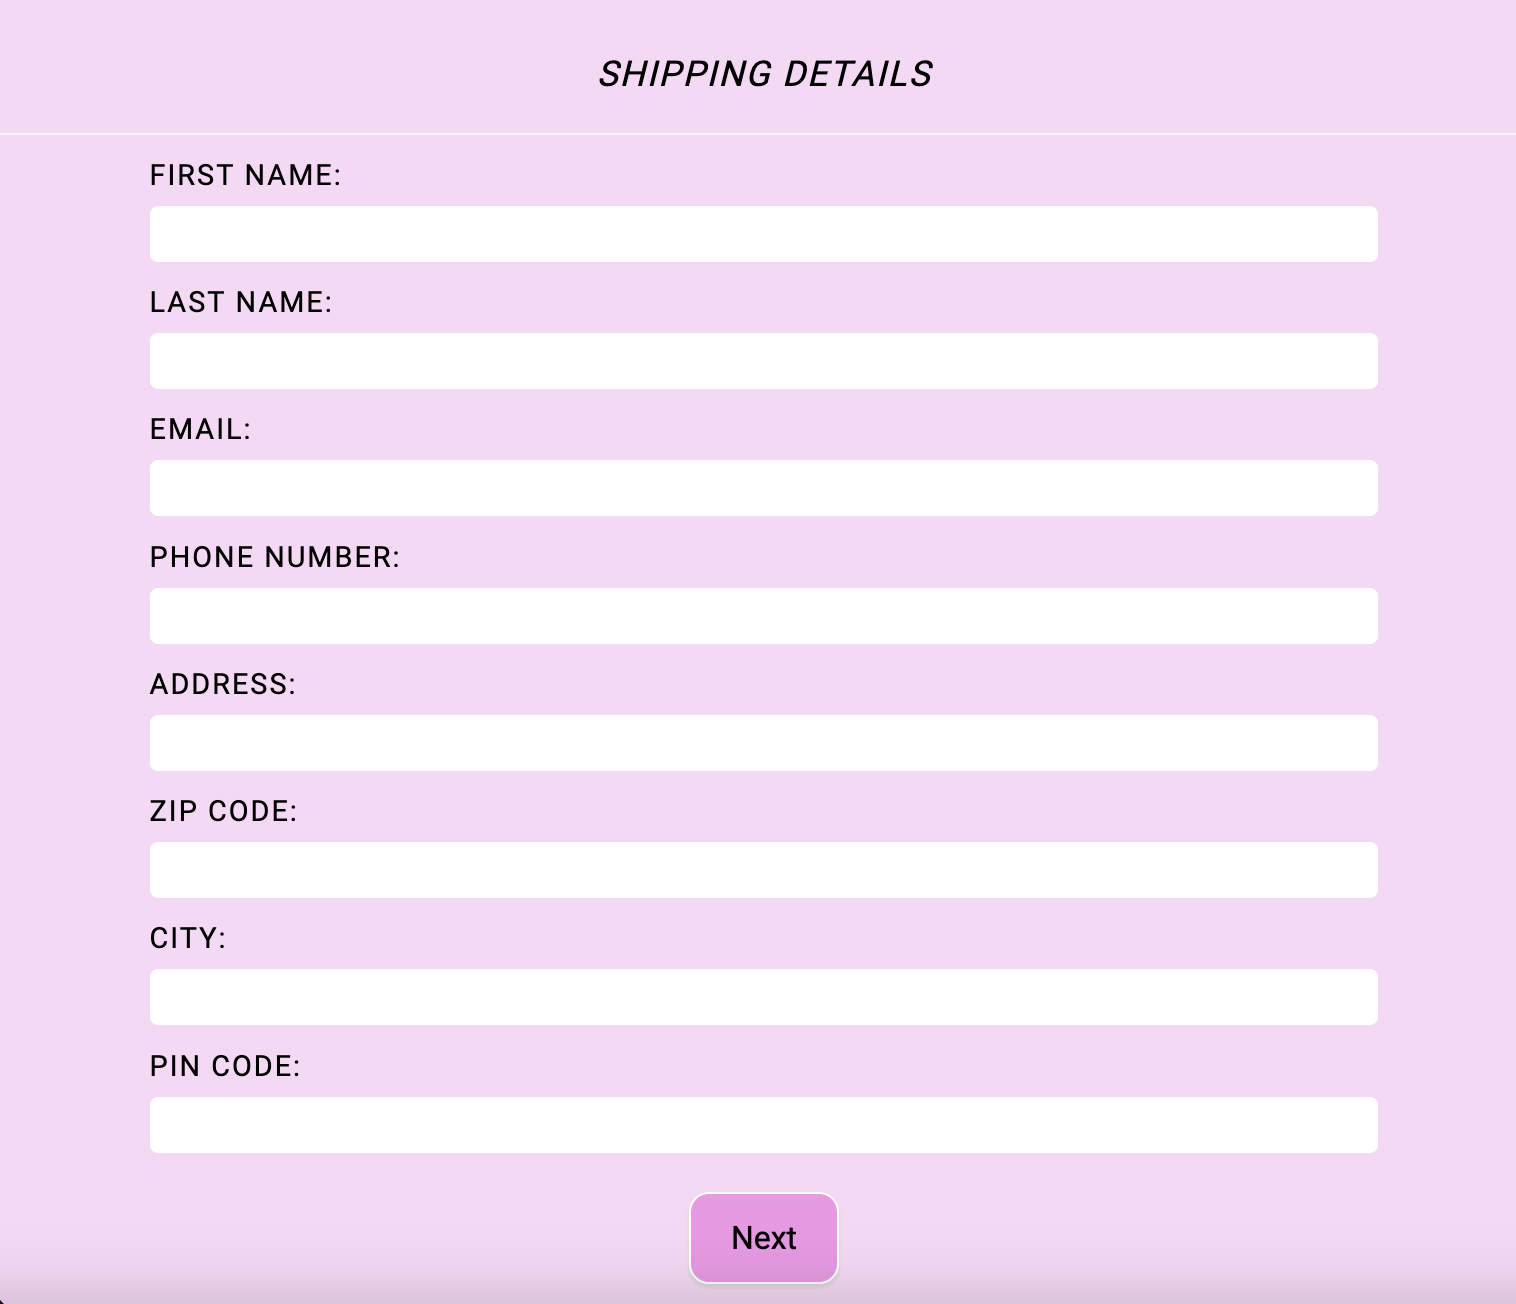 SHIPPING DETAILS
FIRST NAME:
LAST NAME:
EMAIL:
PHONE NUMBER:
ADDRESS:
ZIP CODE:
CITY:
PIN CODE:
Next